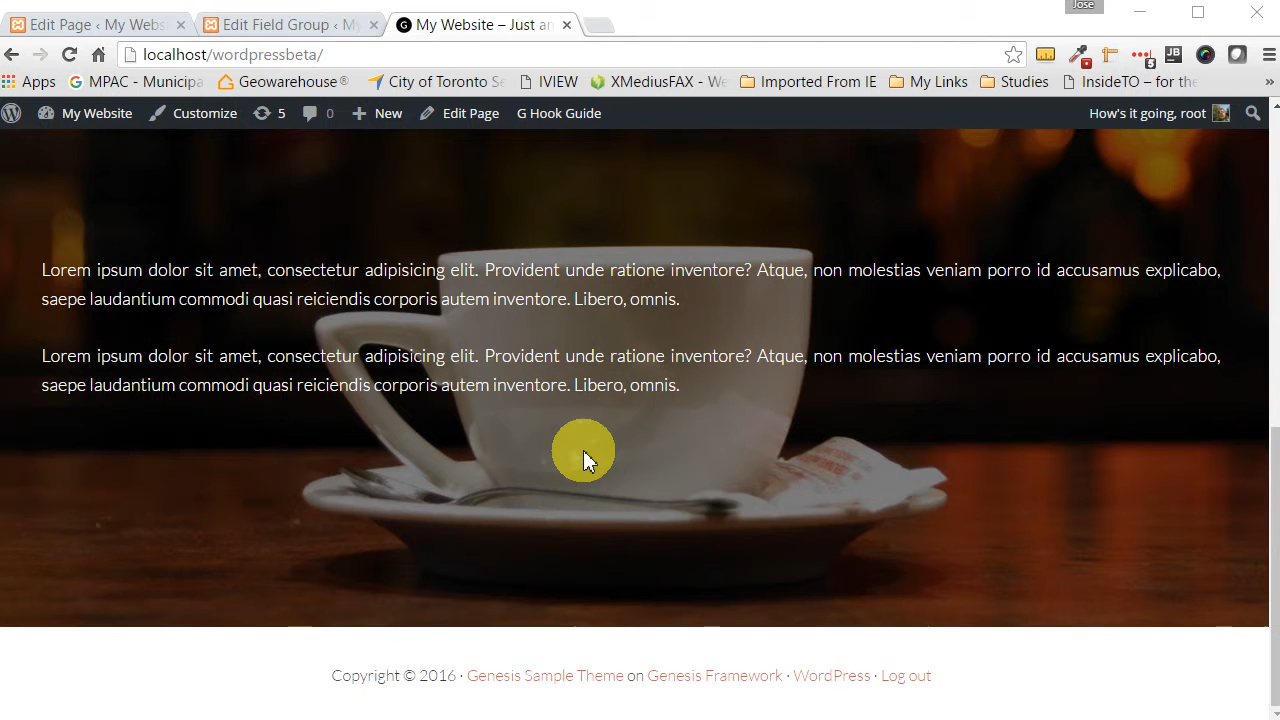 Jose
Edit Page ‹ My Webs
Edit Field Group ‹ My
My Website – Just an
localhost/wordpressbeta/
5
JB
Apps
MPAC - Municipa
Geowarehouse®
City of Toronto Se
IVIEW
XMediusFAX - We
Imported From IE
My Links
Studies
InsideTO – for the
»
My Website
Customize
5
0
New
Edit Page
G Hook Guide
How's it going, root
Lorem ipsum dolor sit amet, consectetur adipisicing elit. Provident unde ratione inventore? Atque, non molestias veniam porro id accusamus explicabo,
saepe laudantium commodi quasi reiciendis corporis autem inventore. Libero, omnis.
Lorem ipsum dolor sit amet, consectetur adipisicing elit. Provident unde ratione inventore? Atque, non molestias veniam porro id accusamus explicabo,
saepe laudantium commodi quasi reiciendis corporis autem inventore. Libero, omnis.
Copyright © 2016 · Genesis Sample Theme on Genesis Framework · WordPress · Log out